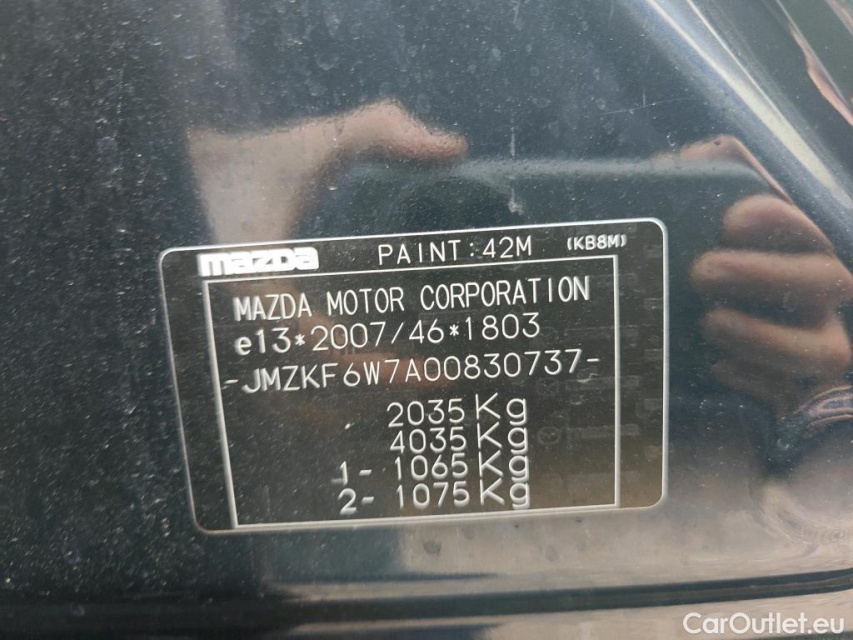 mazda PAINT:42M (KB8M)
MAZDA MOTOR CORPORATION
e13*2007/46*1803
-JMZKF6W7A00830737-
2035Kg
4035Kg
1- 1065Kg
2- 1075Kg
CarOutlet.eu